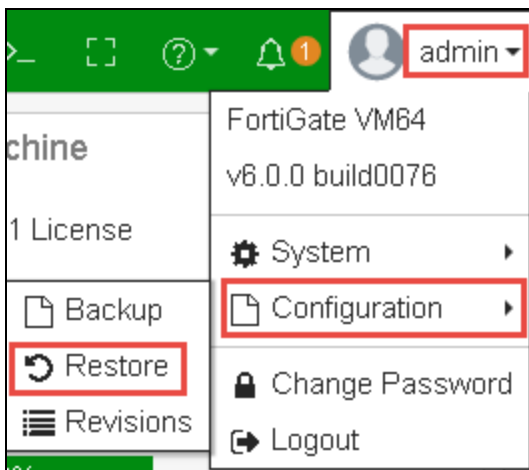 >_
1
admin
FortiGate VM64
v6.0.0 build0076
chine
1 License
System
Configuration
Change Password
Logout
Backup
Restore
Revisions
%